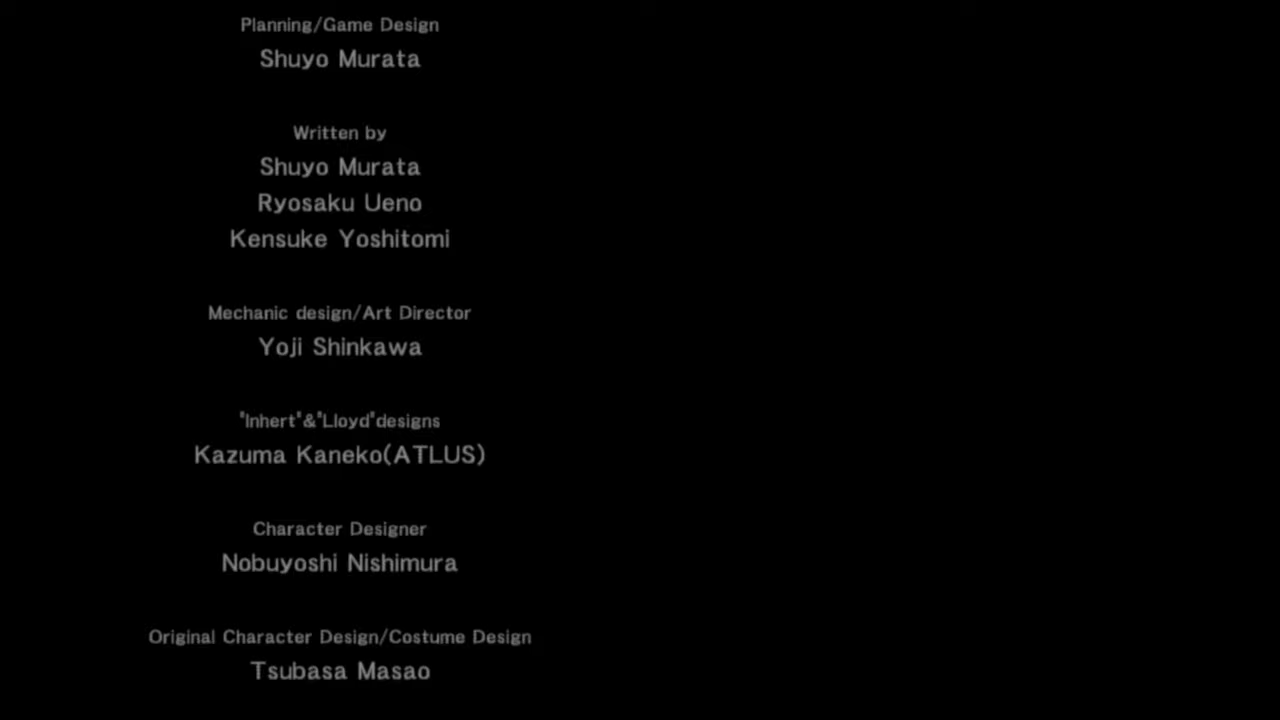 Planning/Game Design
Shuyo Murata
Written by
Shuyo Murata
Ryosaku Ueno
Kensuke Yoshitomi
Mechanic design/Art Director
Yoji Shinkawa
"Inhert"&"Lloyd"designs
Kazuma Kaneko(ATLUS)
Character Designer
Nobuyoshi Nishimura
Original Character Design/Costume Design
Tsubasa Masao